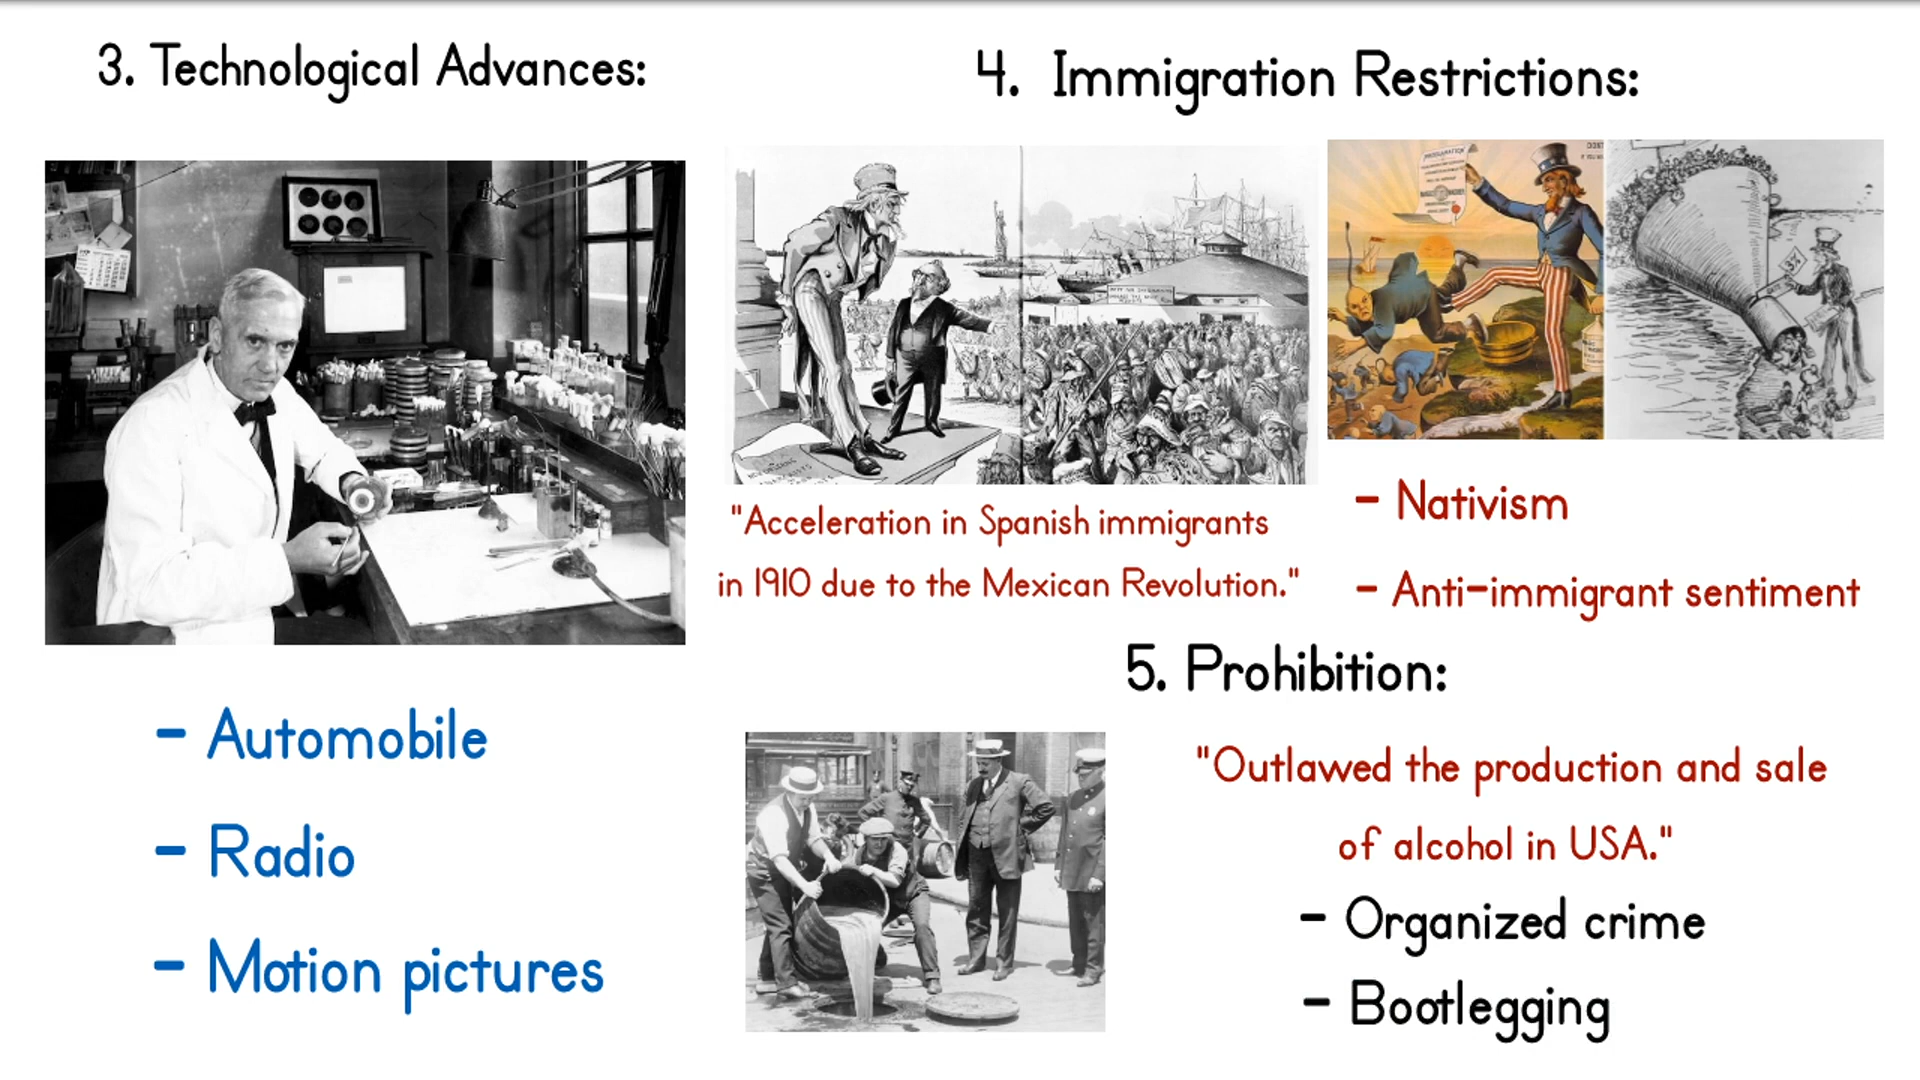 3. Technological Advances:
- Automobile
- Radio
- Motion pictures
4. Immigration Restrictions:
PROCLAMATION
"Acceleration in Spanish immigrants
in 1910 due to the Mexican Revolution."
- Nativism
- Anti-immigrant sentiment
5. Prohibition:
"Outlawed the production and sale
of alcohol in USA."
- Organized crime
- Bootlegging